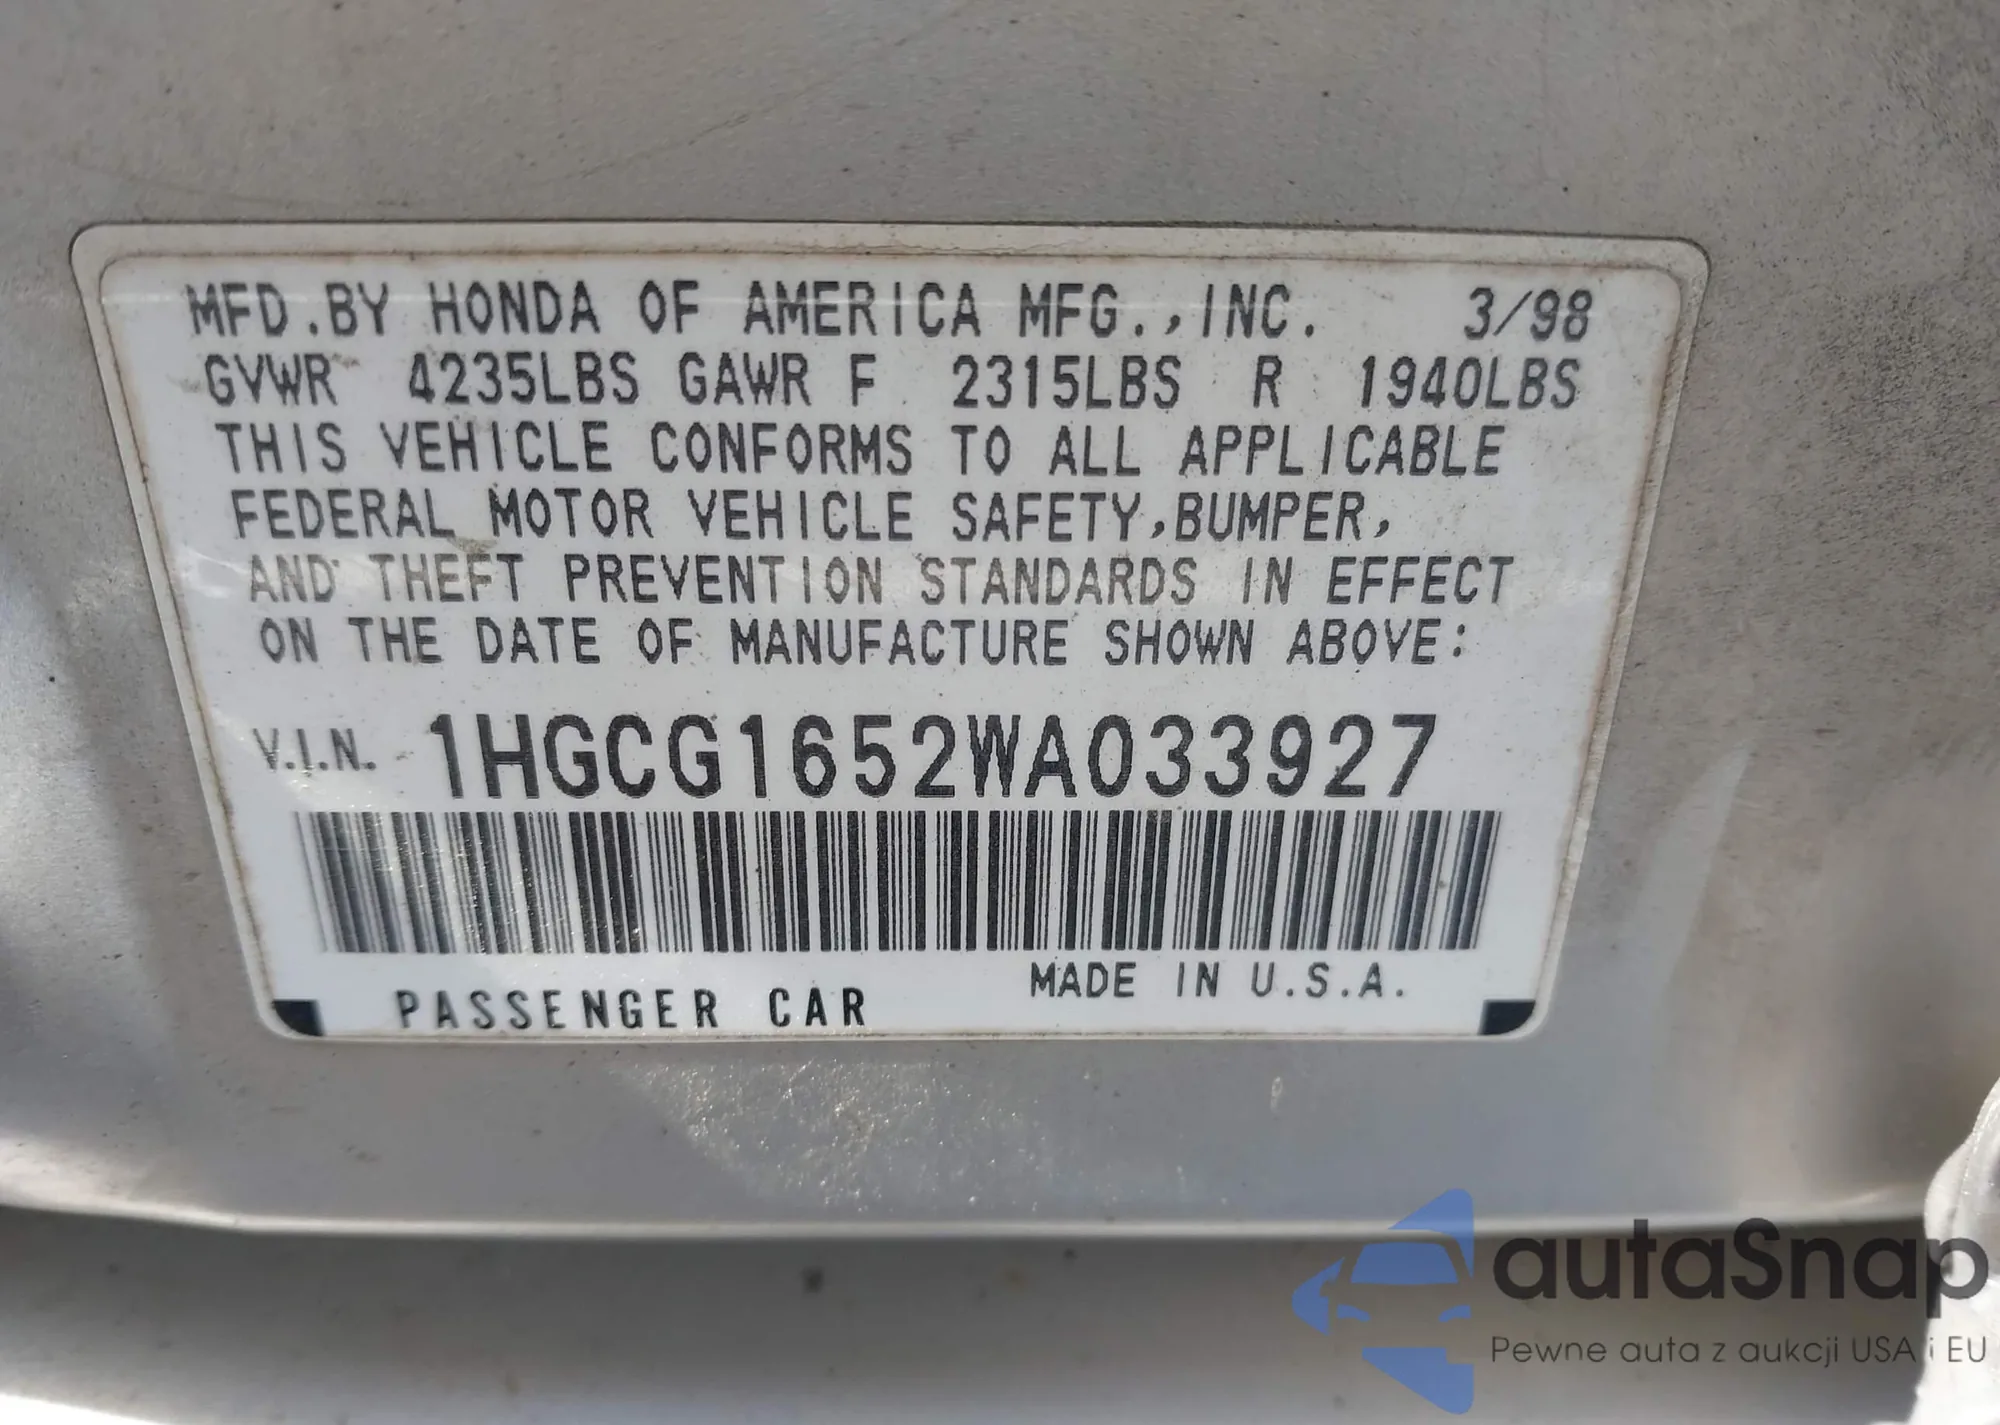 MFD.BY HONDA OF AMERICA MFG.,INC. 3/98
GVWR 4235LBS GAWR F 2315LBS R 1940LBS
THIS VEHICLE CONFORMS TO ALL APPLICABLE
FEDERAL MOTOR VEHICLE SAFETY,BUMPER,
AND THEFT PREVENTION STANDARDS IN EFFECT
ON THE DATE OF MANUFACTURE SHOWN ABOVE:
V.I.N. 1HGCG1652WA033927
MADE IN U.S.A.
PASSENGER CAR
autaSnap
Pewne auta z aukcji USA i EU